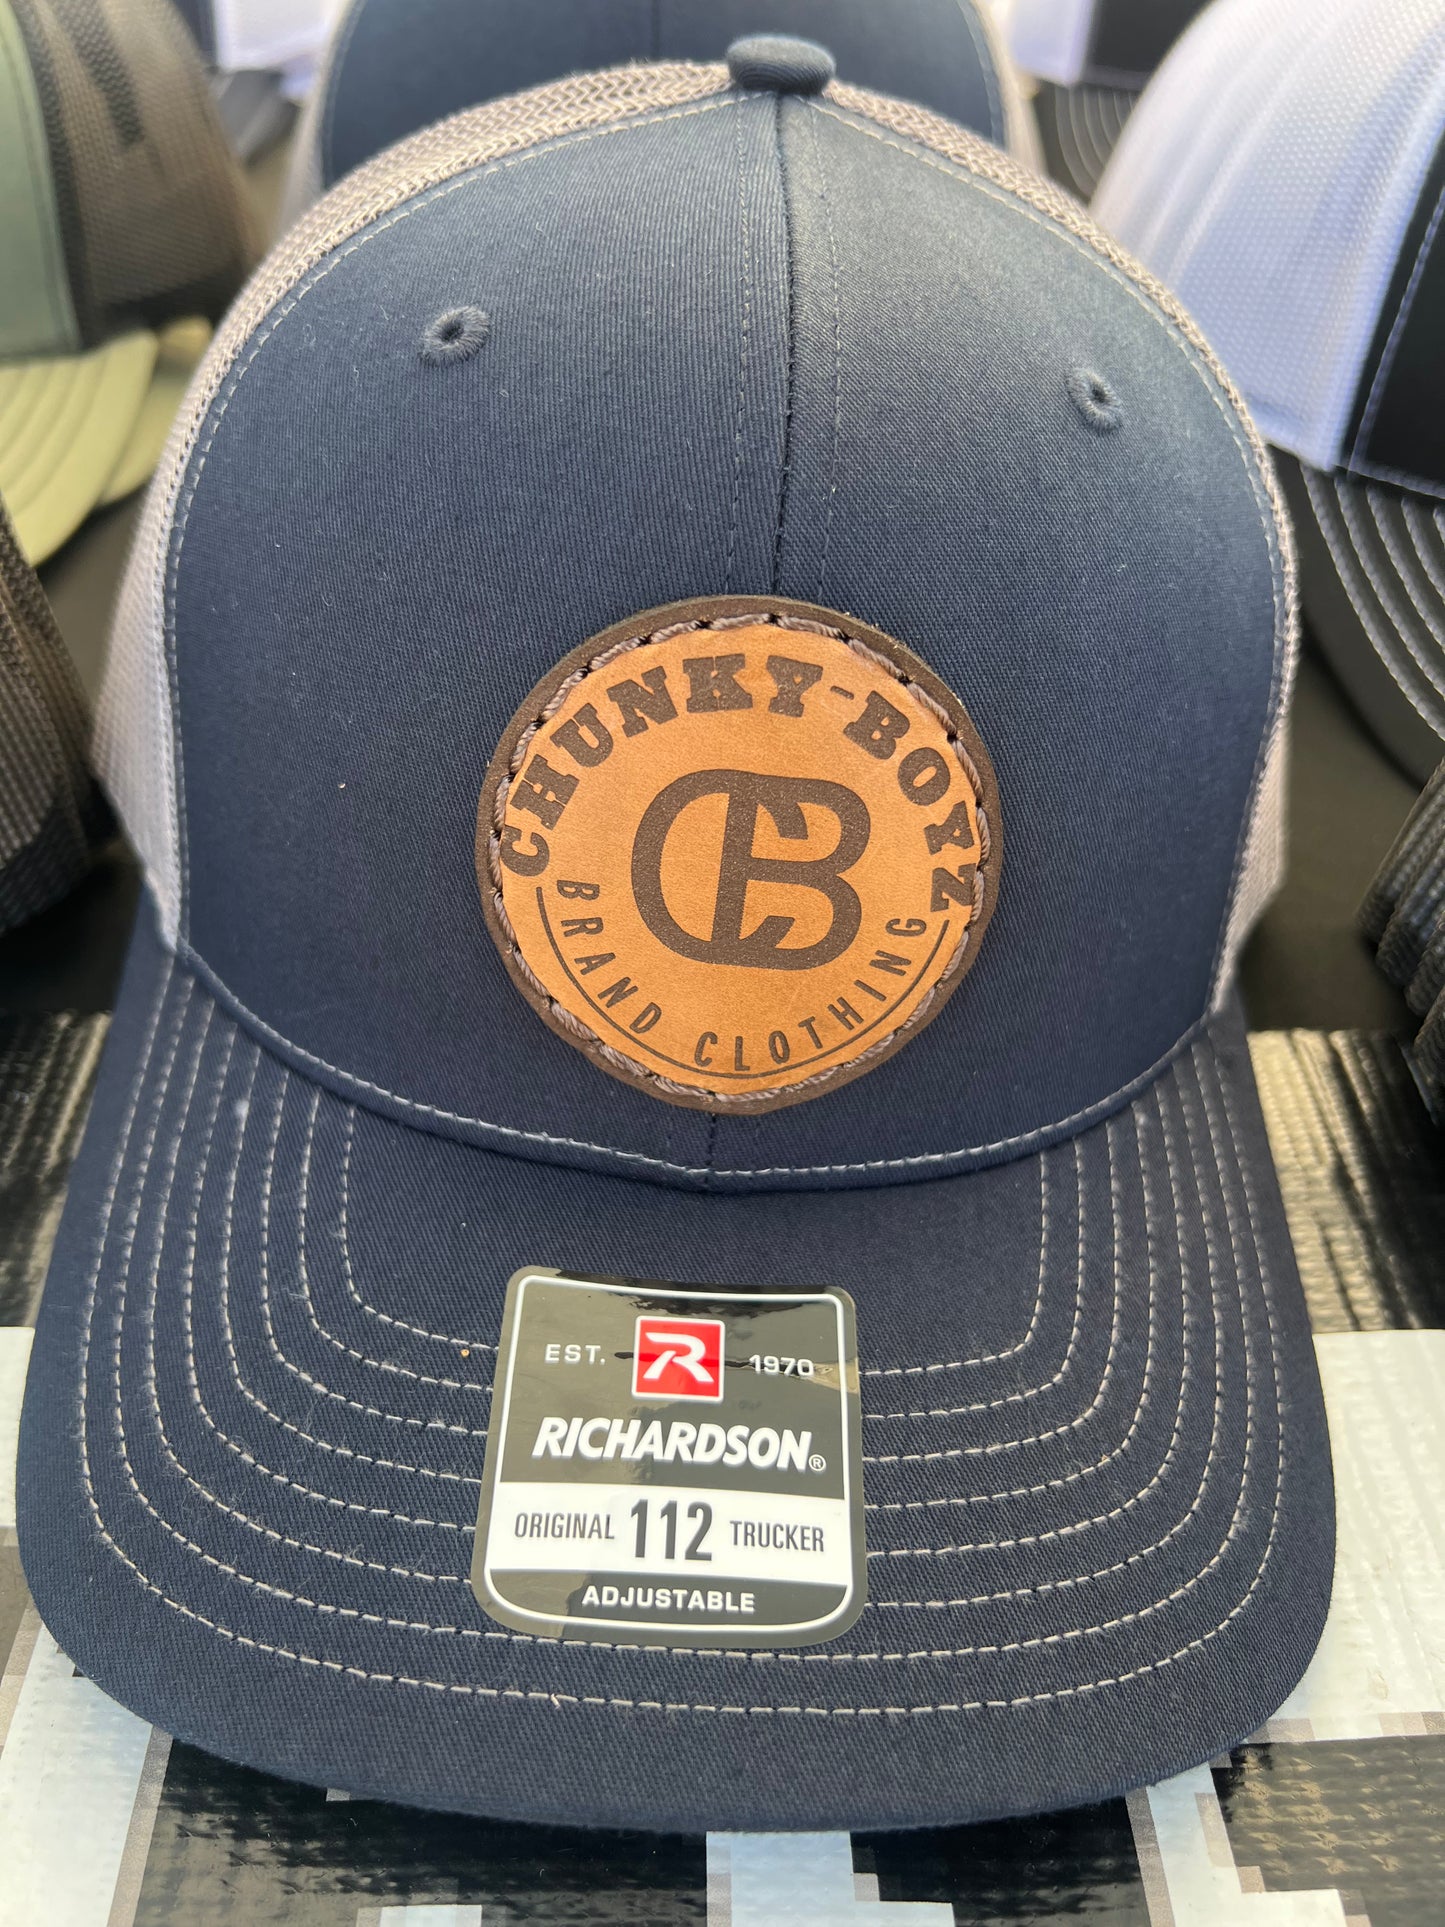 CHUNKY-BOYZ
CB
BRAND CLOTHING
EST. R 1970
RICHARDSON®
ORIGINAL 112 TRUCKER
ADJUSTABLE